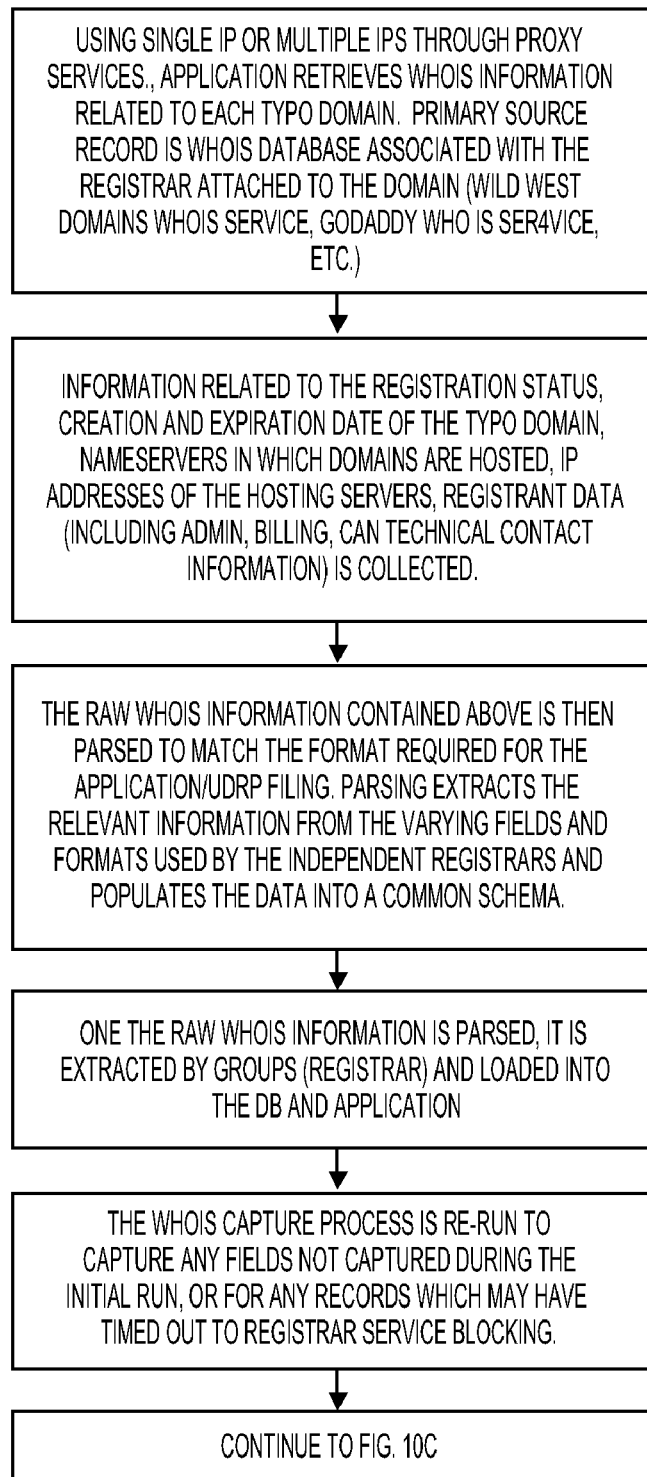 USING SINGLE IP OR MULTIPLE IPS THROUGH PROXY
SERVICES., APPLICATION RETRIEVES WHOIS INFORMATION
RELATED TO EACH TYPO DOMAIN. PRIMARY SOURCE
RECORD IS WHOIS DATABASE ASSOCIATED WITH THE
REGISTRAR ATTACHED TO THE DOMAIN (WILD WEST
DOMAINS WHOIS SERVICE, GODADDY WHO IS SER4VICE,
ETC.)
INFORMATION RELATED TO THE REGISTRATION STATUS,
CREATION AND EXPIRATION DATE OF THE TYPO DOMAIN,
NAMESERVERS IN WHICH DOMAINS ARE HOSTED, IP
ADDRESSES OF THE HOSTING SERVERS, REGISTRANT DATA
(INCLUDING ADMIN, BILLING, CAN TECHNICAL CONTACT
INFORMATION) IS COLLECTED.
THE RAW WHOIS INFORMATION CONTAINED ABOVE IS THEN
PARSED TO MATCH THE FORMAT REQUIRED FOR THE
APPLICATION/UDRP FILING. PARSING EXTRACTS THE
RELEVANT INFORMATION FROM THE VARYING FIELDS AND
FORMATS USED BY THE INDEPENDENT REGISTRARS AND
POPULATES THE DATA INTO A COMMON SCHEMA.
ONE THE RAW WHOIS INFORMATION IS PARSED, IT IS
EXTRACTED BY GROUPS (REGISTRAR) AND LOADED INTO
THE DB AND APPLICATION
THE WHOIS CAPTURE PROCESS IS RE-RUN TO
CAPTURE ANY FIELDS NOT CAPTURED DURING THE
INITIAL RUN, OR FOR ANY RECORDS WHICH MAY HAVE
TIMED OUT TO REGISTRAR SERVICE BLOCKING.
CONTINUE TO FIG. 10C